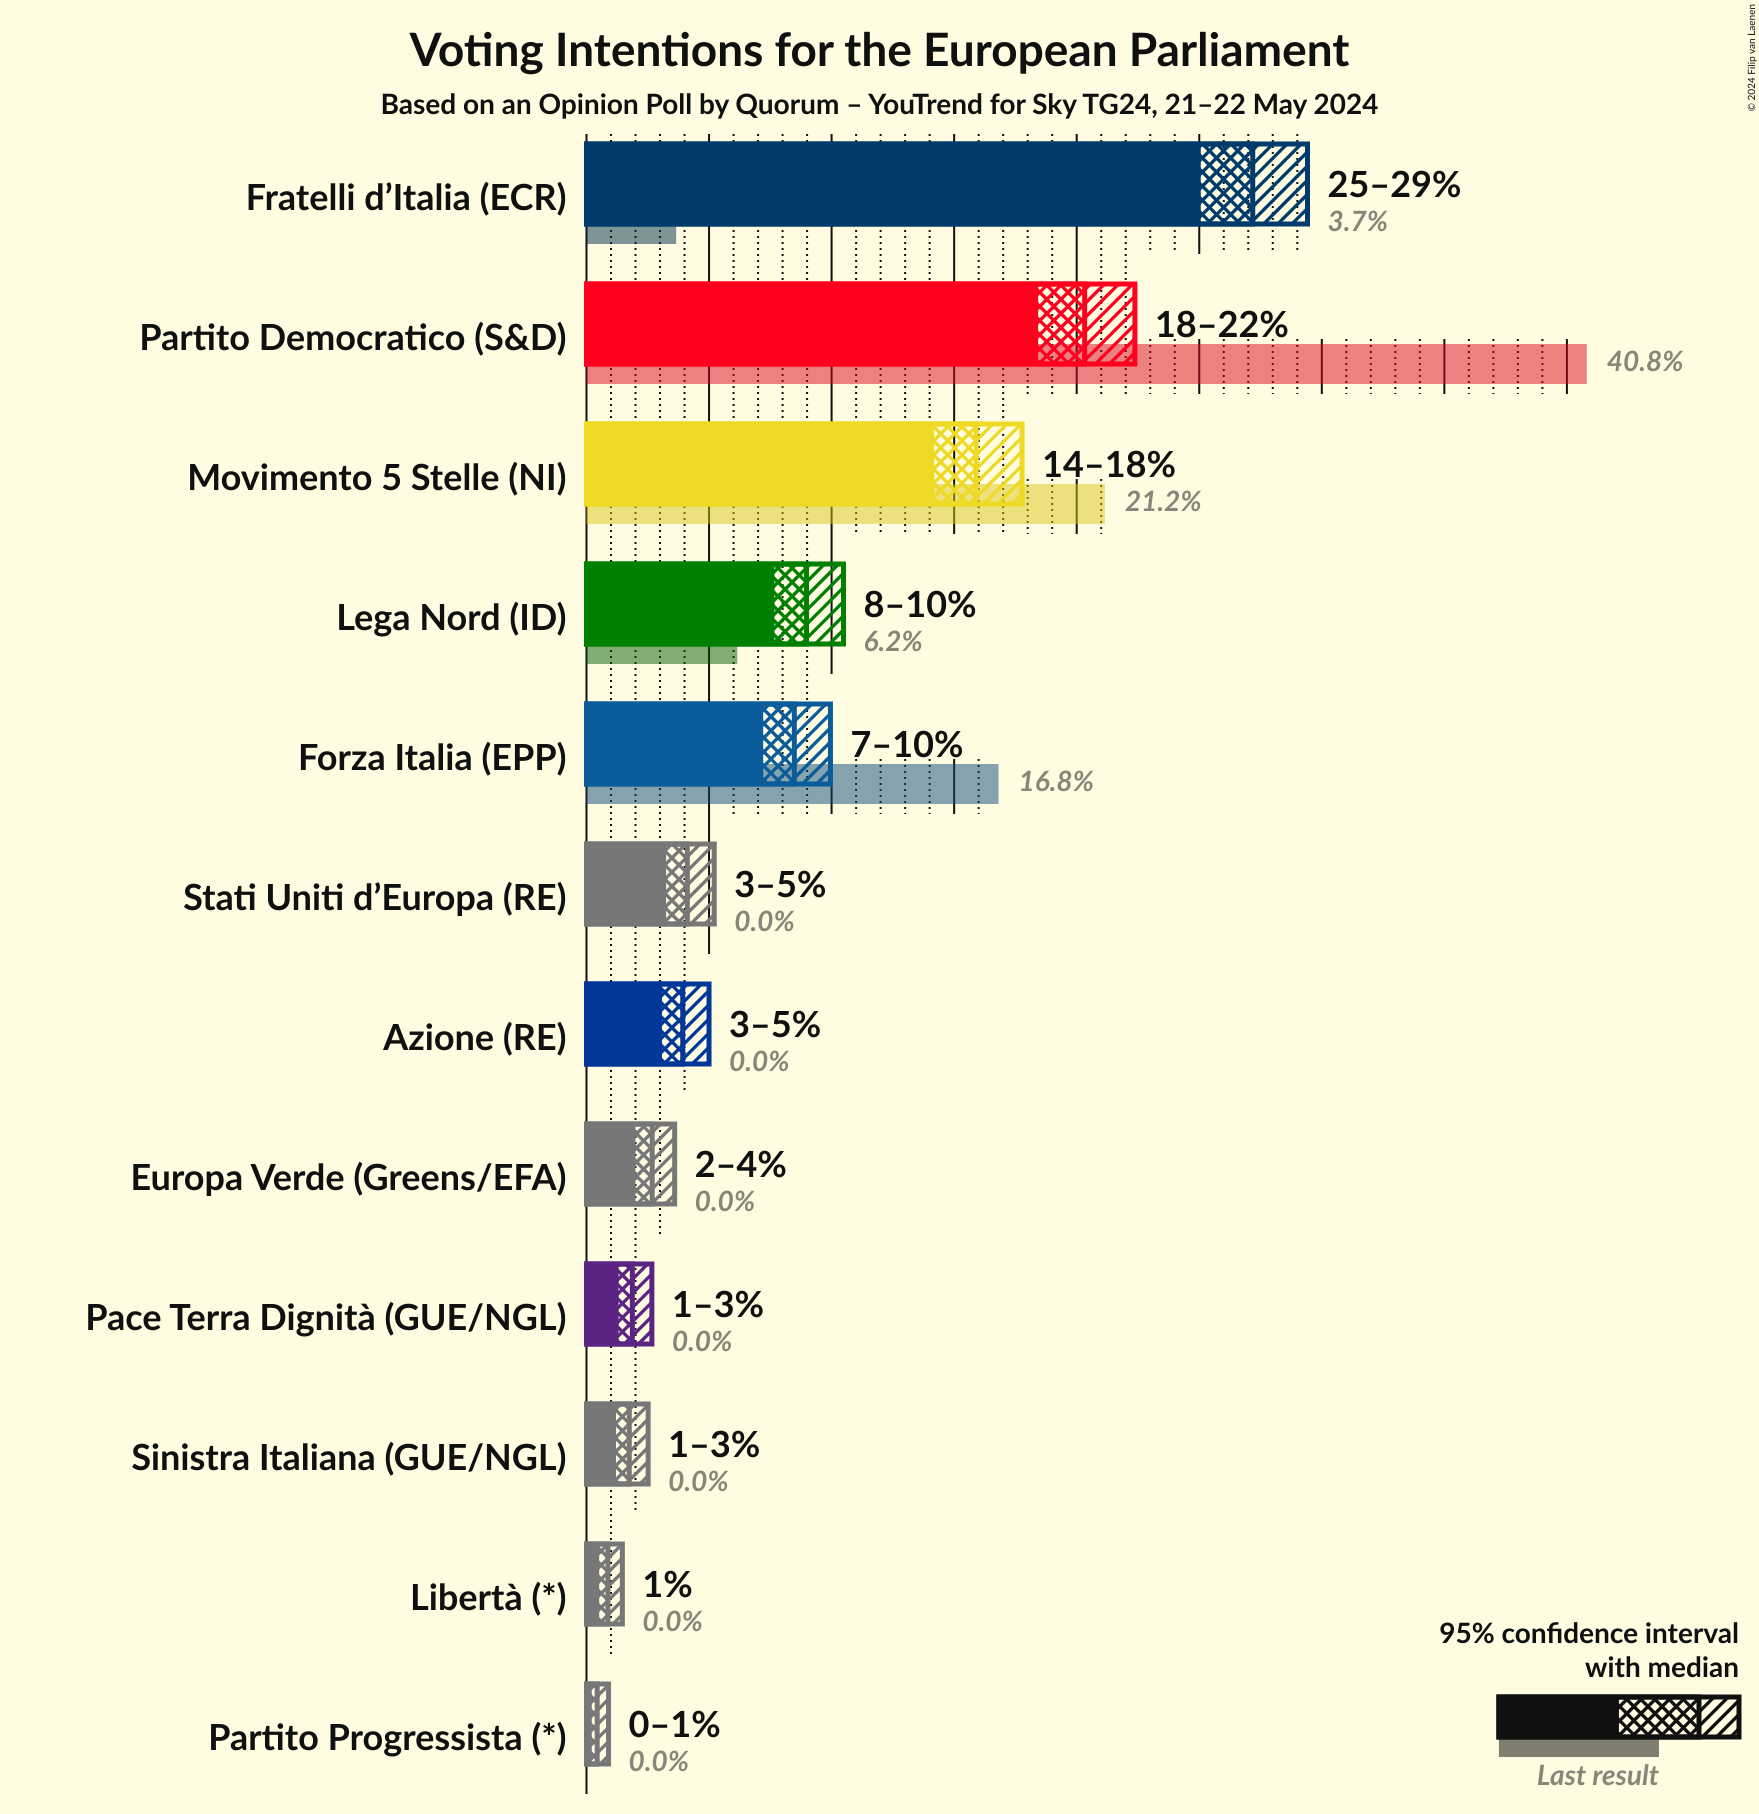 Voting Intentions for the European Parliament
Based on an Opinion Poll by Quorum – YouTrend for Sky TG24, 21–22 May 2024
© 2024 Filip van Laenen
Fratelli d’Italia (ECR)
25–29%
3.7%
Partito Democratico (S&D)
18–22%
40.8%
Movimento 5 Stelle (NI)
14–18%
21.2%
Lega Nord (ID)
8–10%
6.2%
Forza Italia (EPP)
7–10%
16.8%
Stati Uniti d’Europa (RE)
3–5%
0.0%
Azione (RE)
3–5%
0.0%
Europa Verde (Greens/EFA)
2–4%
0.0%
Pace Terra Dignità (GUE/NGL)
1–3%
0.0%
Sinistra Italiana (GUE/NGL)
1–3%
0.0%
Libertà (*)
1%
0.0%
Partito Progressista (*)
0–1%
0.0%
95% confidence interval
with median
Last result